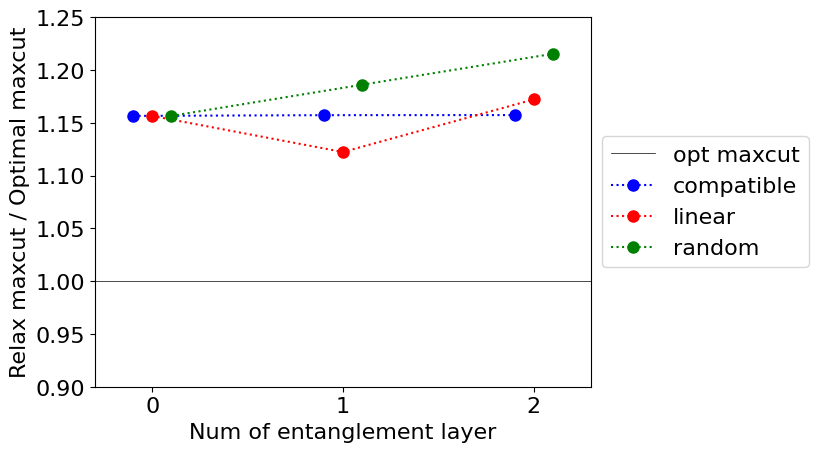 Relax maxcut / Optimal maxcut
1.25
1.20
1.15
1.10
1.05
1.00
0.95
0.90
0
1
2
Num of entanglement layer
opt maxcut
compatible
linear
random